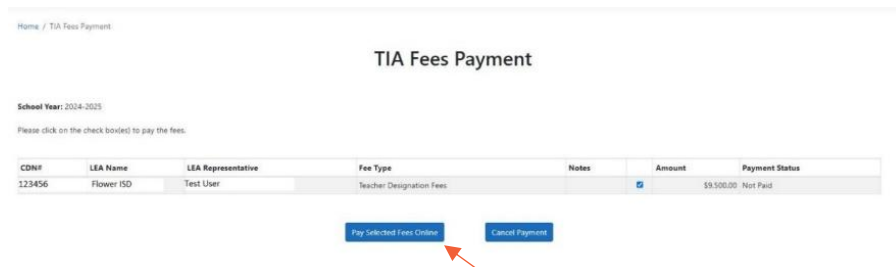 Home / TIA Fees Payment
TIA Fees Payment
School Year: 2024-2025
Please click on the check box(es) to pay the fees.
CDN# LEA Name LEA Representative Fee Type Notes Amount Payment Status
123456 Flower ISD Test User Teacher Designation Fees $9,500.00 Not Paid
Pay Selected Fees Online Cancel Payment